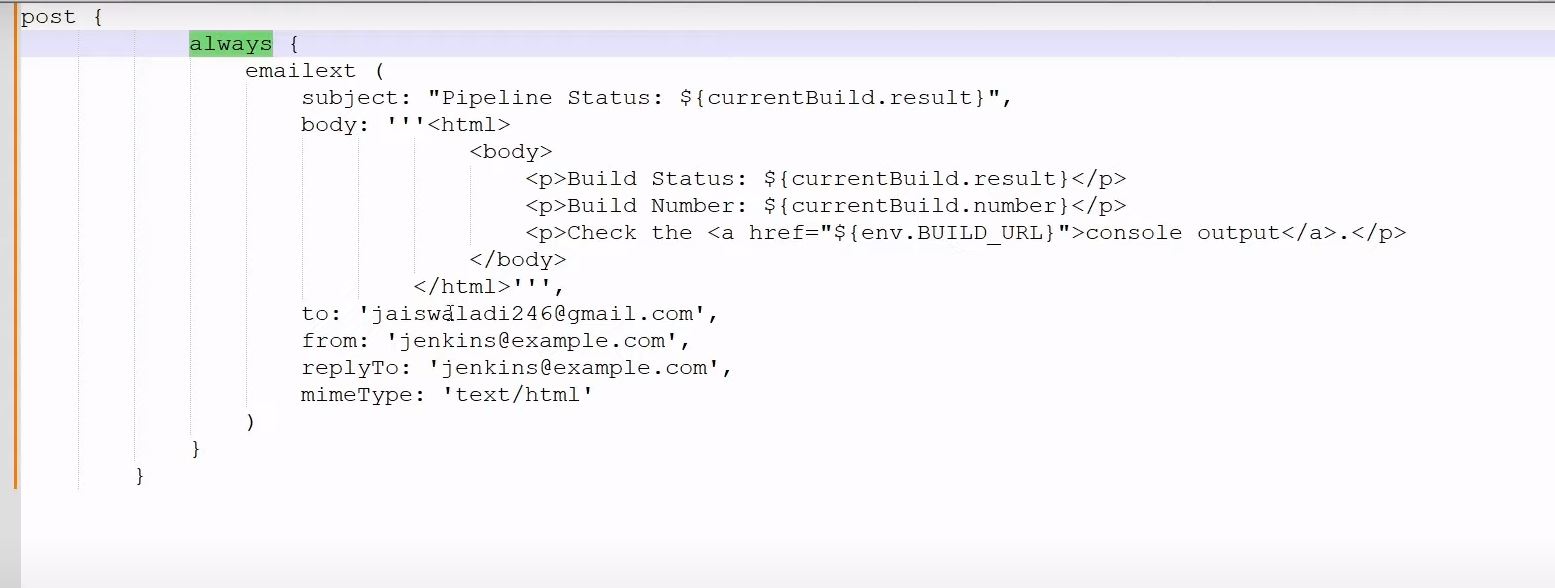 post {
always {
emailext (
subject: "Pipeline Status: ${currentBuild.result}",
body: '''<html>
<body>
<p>Build Status: ${currentBuild.result}</p>
<p>Build Number: ${currentBuild.number}</p>
<p>Check the <a href="${env.BUILD_URL}">console output</a>.</p>
</body>
</html>''',
to: 'jaiswaladi246@gmail.com',
from: 'jenkins@example.com',
replyTo: 'jenkins@example.com',
mimeType: 'text/html'
)
}
}